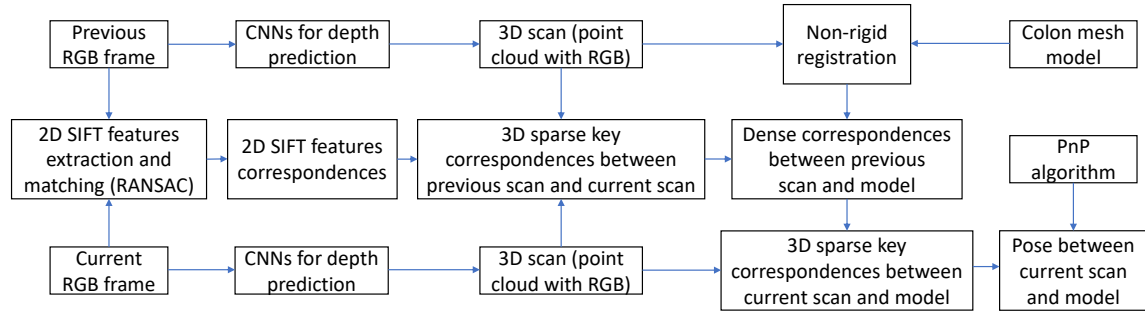 Previous
RGB frame
CNNs for depth
prediction
3D scan (point
cloud with RGB)
Non-rigid
registration
Colon mesh
model
2D SIFT features
extraction and
matching (RANSAC)
2D SIFT features
correspondences
3D sparse key
correspondences between
previous scan and current scan
Dense correspondences
between previous
scan and model
PnP
algorithm
Current
RGB frame
CNNs for depth
prediction
3D scan (point
cloud with RGB)
3D sparse key
correspondences between
current scan and model
Pose between
current scan
and model